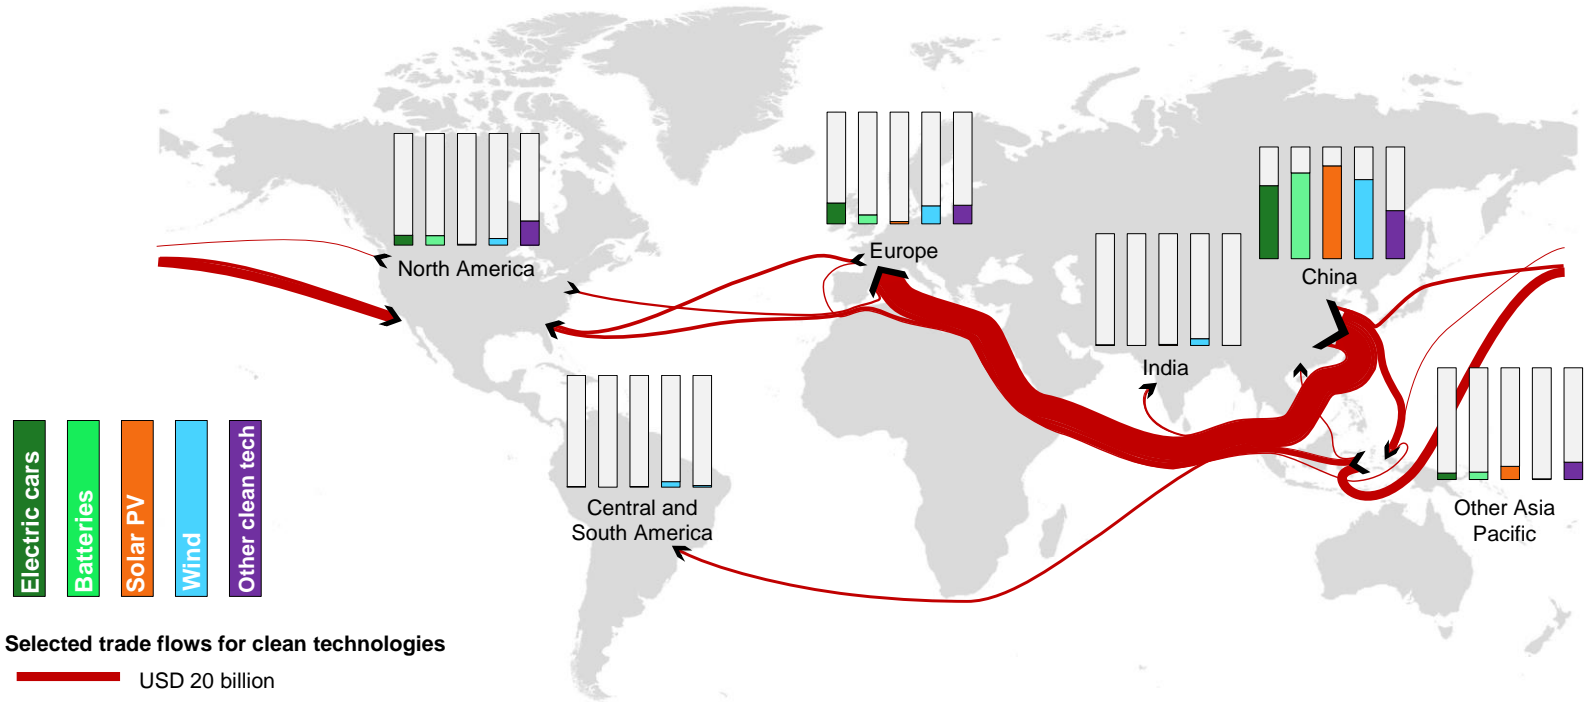 North America
Europe
China
India
Central and
South America
Other Asia
Pacific
Electric cars
Batteries
Solar PV
Wind
Other clean tech
Selected trade flows for clean technologies
USD 20 billion